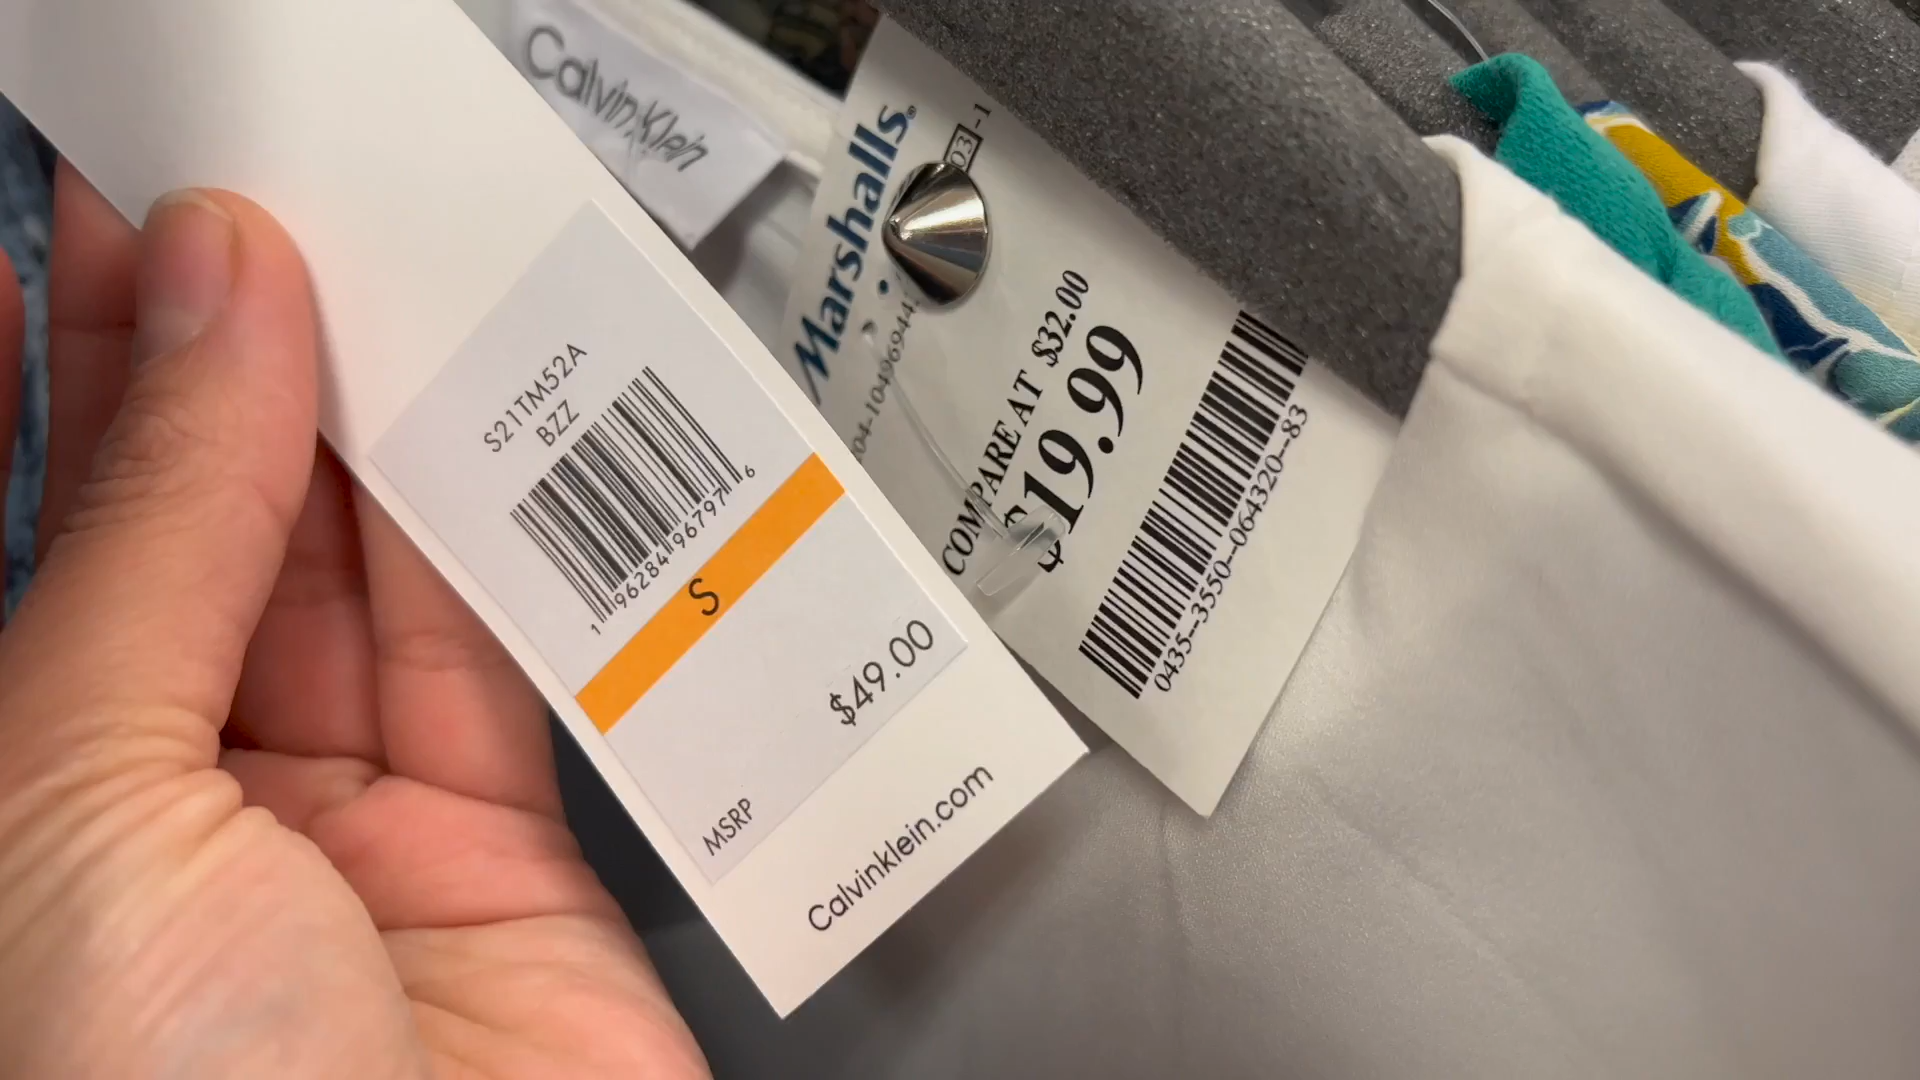 Calvin Klein
S21TM52A
BZZ
1 96284 96797 6
S
$49.00
MSRP
Calvinklein.com
Marshalls®
03-1
COMPARE AT $32.00
$19.99
0435-3550-064320-83